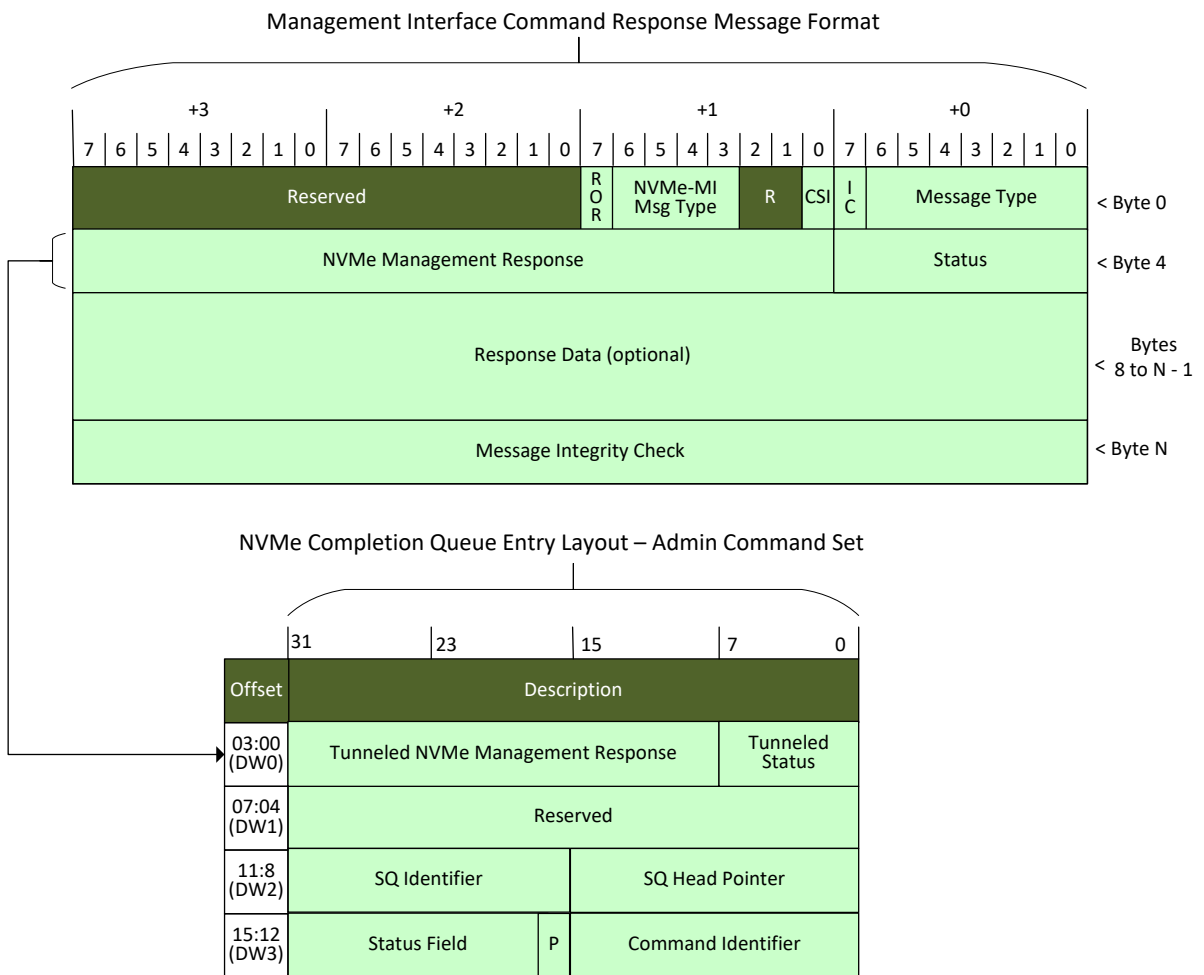 Management Interface Command Response Message Format
+3 +2 +1 +0
7 6 5 4 3 2 1 0 7 6 5 4 3 2 1 0 7 6 5 4 3 2 1 0 7 6 5 4 3 2 1 0
Reserved
R
O
R
NVMe-MI
Msg Type
R
CSI
I
C
Message Type
< Byte 0
NVMe Management Response
Status
< Byte 4
Response Data (optional)
Bytes
< 8 to N - 1
Message Integrity Check
< Byte N
NVMe Completion Queue Entry Layout – Admin Command Set
31 23 15 7 0
Offset
Description
03:00
(DW0)
Tunneled NVMe Management Response
Tunneled
Status
07:04
(DW1)
Reserved
11:8
(DW2)
SQ Identifier
SQ Head Pointer
15:12
(DW3)
Status Field
P
Command Identifier